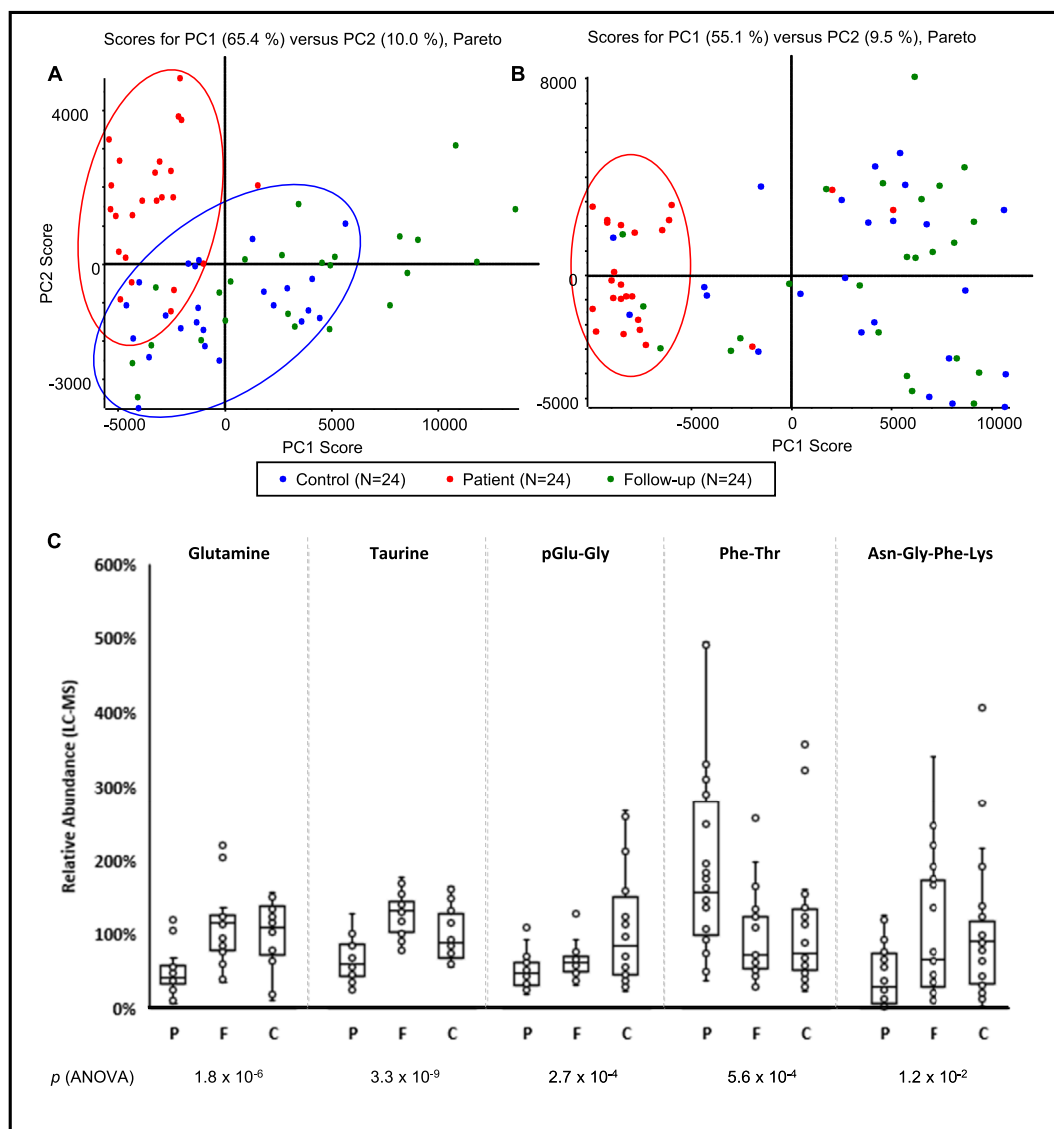 Scores for PC1 (65.4 %) versus PC2 (10.0 %), Pareto
Scores for PC1 (55.1 %) versus PC2 (9.5 %), Pareto
A
B
4000
0
-3000
PC2 Score
-5000
0
5000
10000
PC1 Score
8000
0
-5000
-5000
0
5000
10000
PC1 Score
Control (N=24)
Patient (N=24)
Follow-up (N=24)
C
Glutamine
Taurine
pGlu-Gly
Phe-Thr
Asn-Gly-Phe-Lys
Relative Abundance (LC-MS)
600%
500%
400%
300%
200%
100%
0%
P F C P F C P F C P F C P F C
p (ANOVA)
1.8 x 10⁻⁶
3.3 x 10⁻⁹
2.7 x 10⁻⁴
5.6 x 10⁻⁴
1.2 x 10⁻²